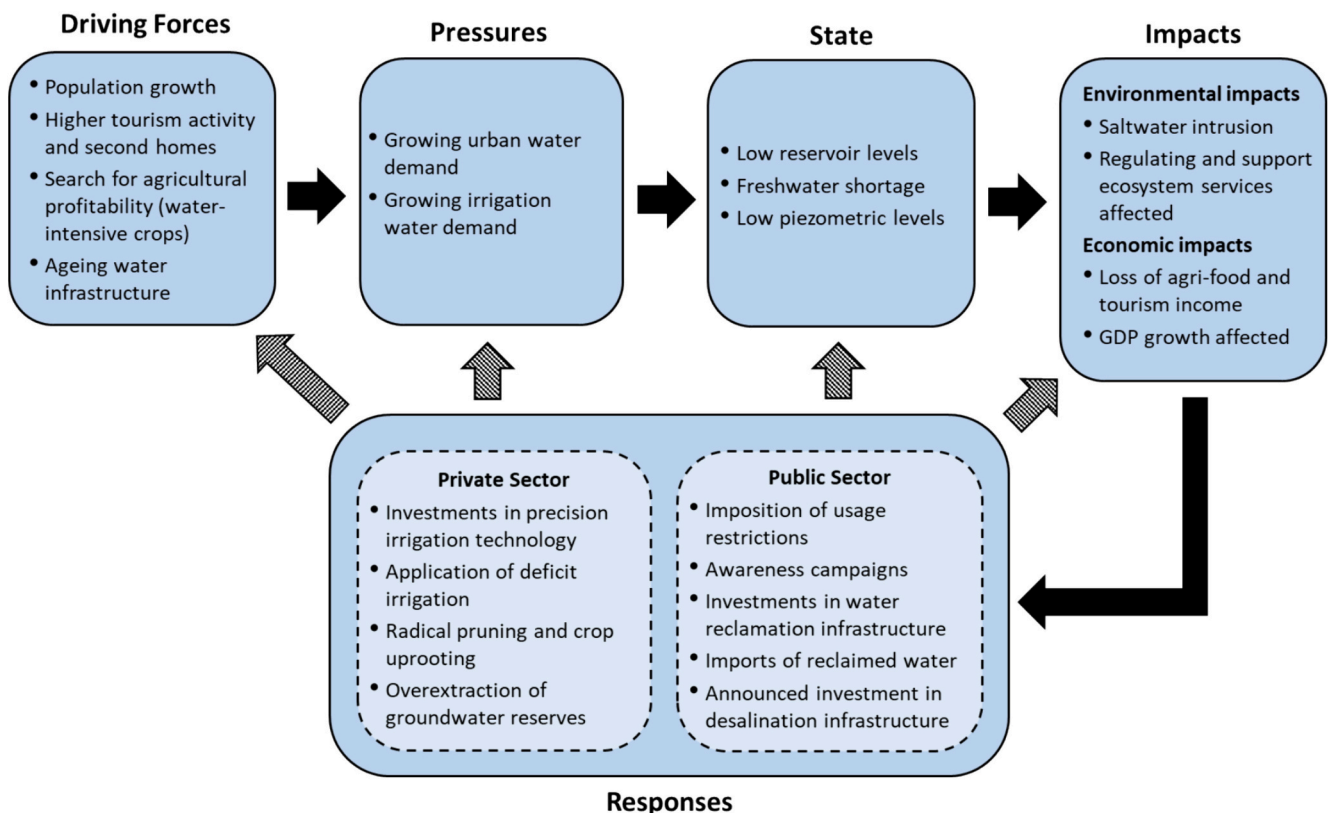 Driving Forces
• Population growth
• Higher tourism activity
and second homes
• Search for agricultural
profitability (water-
intensive crops)
• Ageing water
infrastructure
Pressures
• Growing urban water
demand
• Growing irrigation
water demand
State
• Low reservoir levels
• Freshwater shortage
• Low piezometric levels
Impacts
Environmental impacts
• Saltwater intrusion
• Regulating and support
ecosystem services
affected
Economic impacts
• Loss of agri-food and
tourism income
• GDP growth affected
Private Sector
• Investments in precision
irrigation technology
• Application of deficit
irrigation
• Radical pruning and crop
uprooting
• Overextraction of
groundwater reserves
Public Sector
• Imposition of usage
restrictions
• Awareness campaigns
• Investments in water
reclamation infrastructure
• Imports of reclaimed water
• Announced investment in
desalination infrastructure
Responses